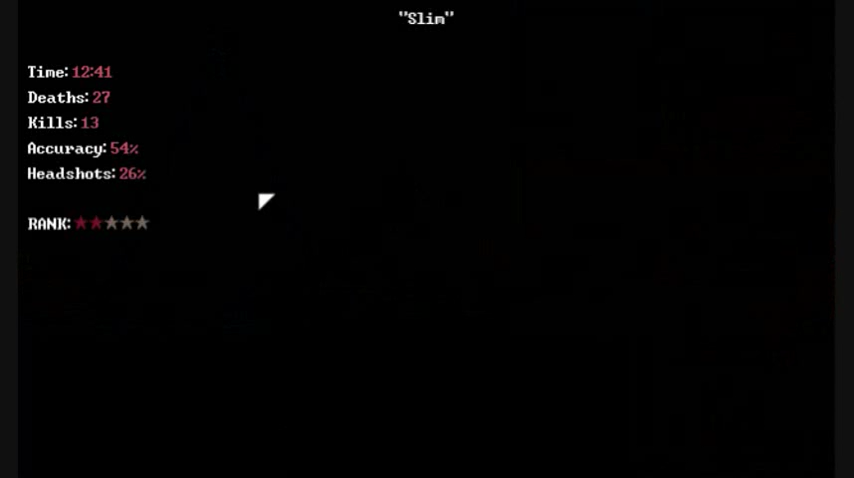 "Slim"
Time: 12:41
Deaths: 27
Kills: 13
Accuracy: 54%
Headshots: 26%
RANK: ★★★★★